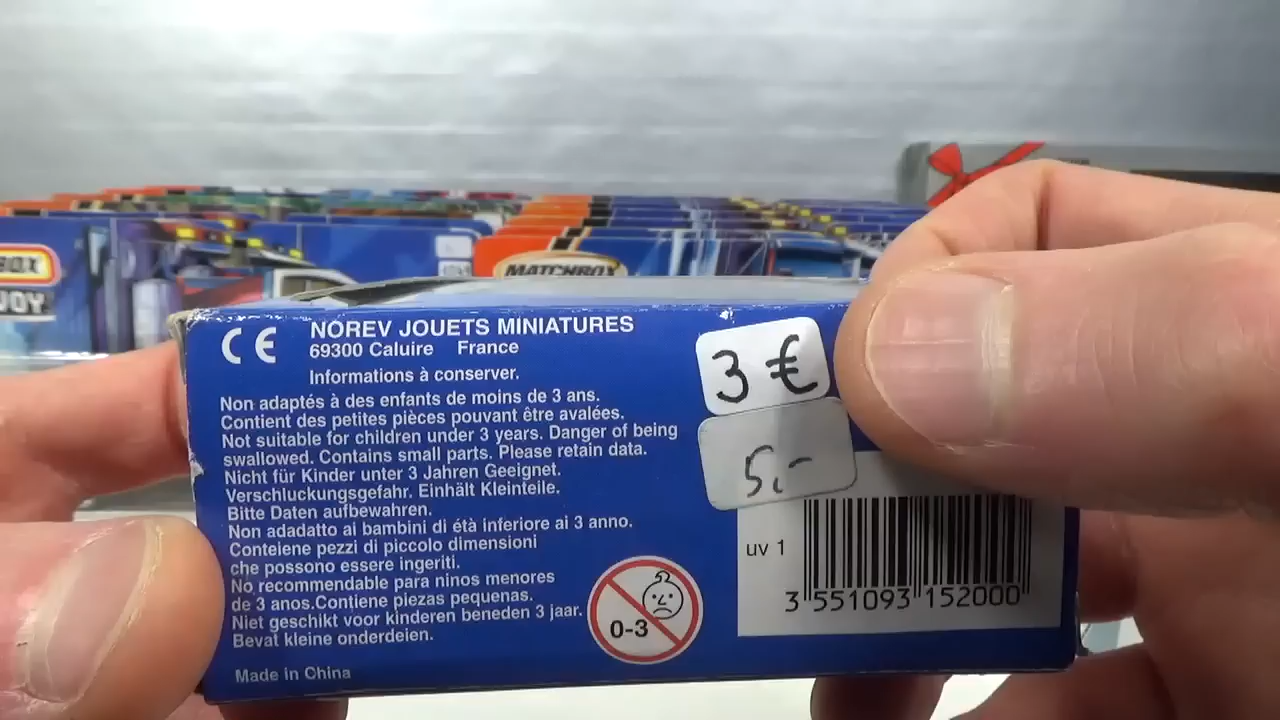 BOX
JOY
MATCHBOX
CE
NOREV JOUETS MINIATURES
69300 Caluire France
Informations à conserver.
Non adaptés à des enfants de moins de 3 ans.
Contient des petites pièces pouvant être avalées.
Not suitable for children under 3 years. Danger of being
swallowed. Contains small parts. Please retain data.
Nicht für Kinder unter 3 Jahren Geeignet.
Verschluckungsgefahr. Einhält Kleinteile.
Bitte Daten aufbewahren.
Non adadatto ai bambini di étà inferiore ai 3 anno.
Conteiene pezzi di piccolo dimensioni
che possono essere ingeriti.
No recommendable para ninos menores
de 3 anos.Contiene piezas pequenas.
Niet geschikt voor kinderen beneden 3 jaar.
Bevat kleine onderdeien.
Made in China
0-3
3 €
5,-
uv 1
3 551093 152000